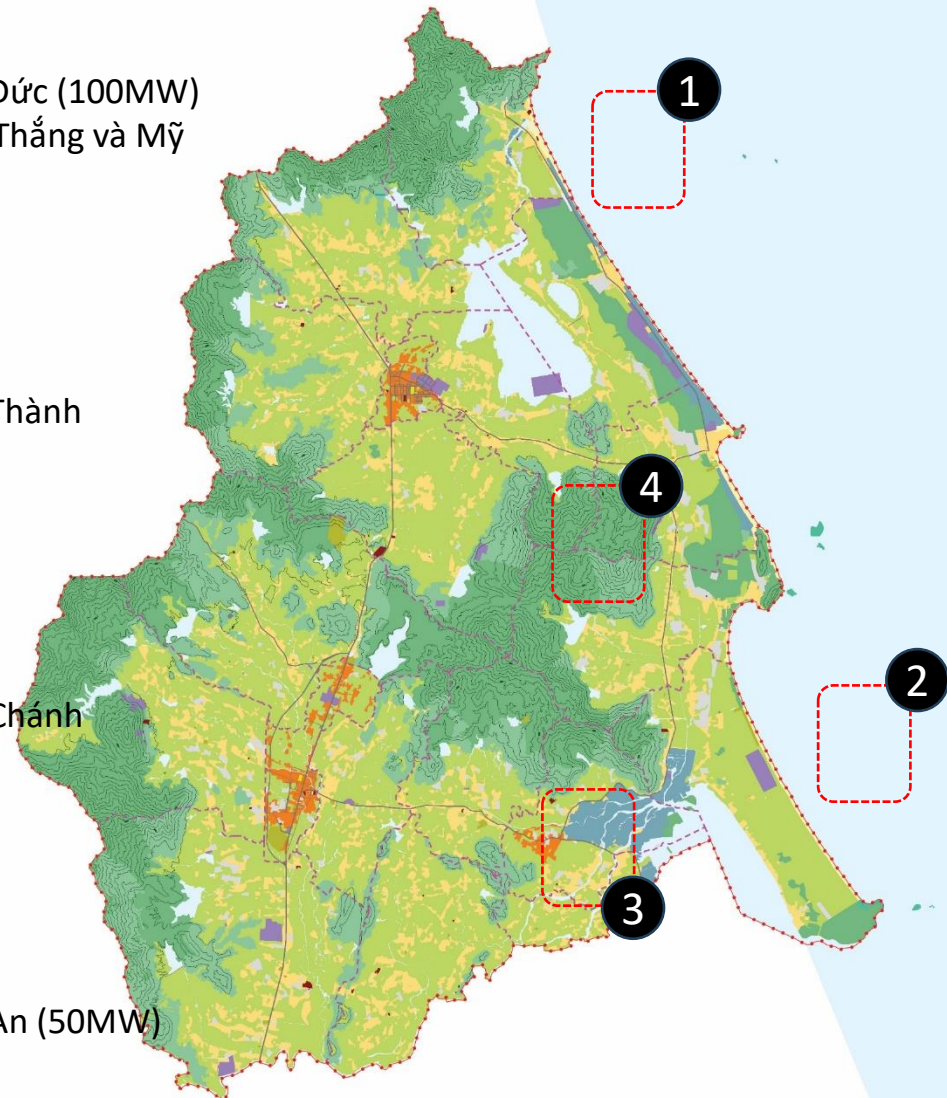 Đức (100MW)
Thắng và Mỹ
1
Thành
4
2
Chánh
3
An (50MW)